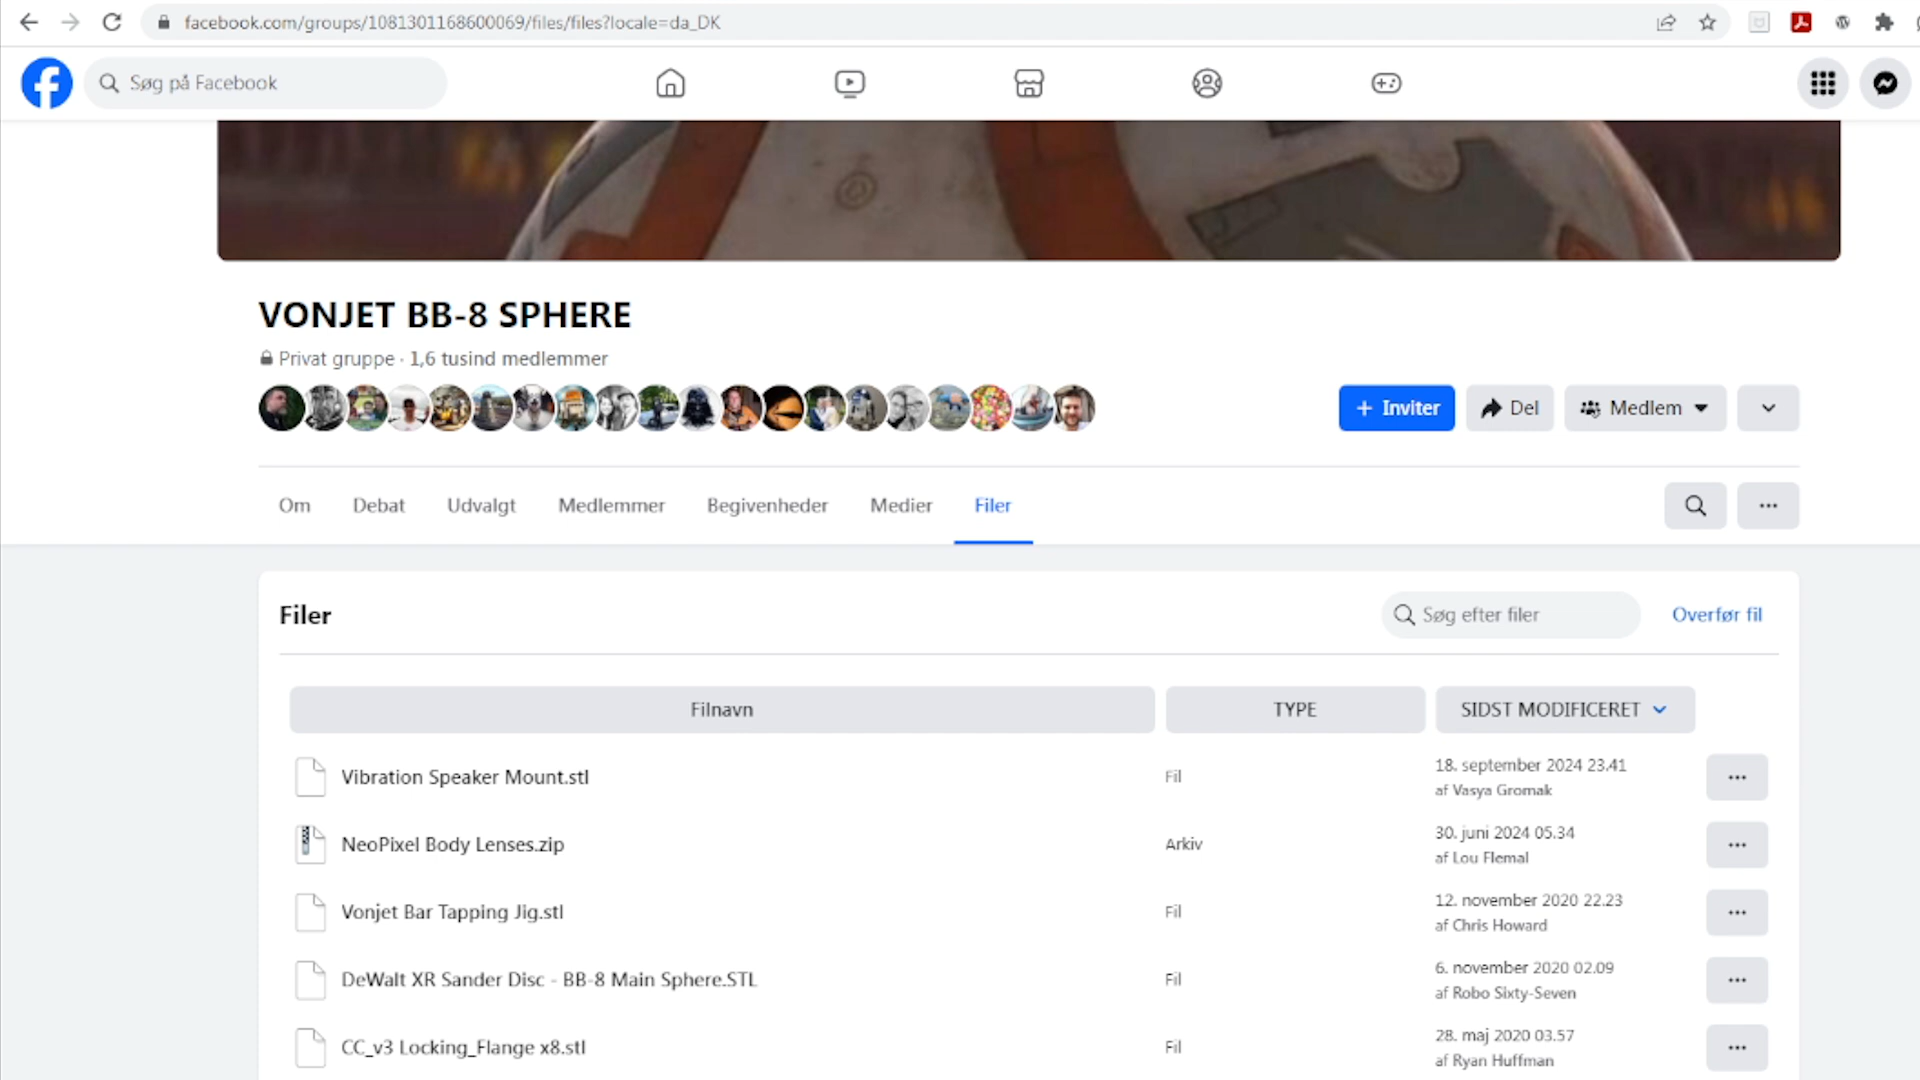 facebook.com/groups/1081301168600069/files/files?locale=da_DK
Søg på Facebook
VONJET BB-8 SPHERE
Privat gruppe · 1,6 tusind medlemmer
+ Inviter
Del
Medlem
Om
Debat
Udvalgt
Medlemmer
Begivenheder
Medier
Filer
Filer
Søg efter filer
Overfør fil
Filnavn
TYPE
SIDST MODIFICERET
Vibration Speaker Mount.stl
Fil
18. september 2024 23.41
af Vasya Gromak
NeoPixel Body Lenses.zip
Arkiv
30. juni 2024 05.34
af Lou Flemal
Vonjet Bar Tapping Jig.stl
Fil
12. november 2020 22.23
af Chris Howard
DeWalt XR Sander Disc - BB-8 Main Sphere.STL
Fil
6. november 2020 02.09
af Robo Sixty-Seven
CC_v3 Locking_Flange x8.stl
Fil
28. maj 2020 03.57
af Ryan Huffman